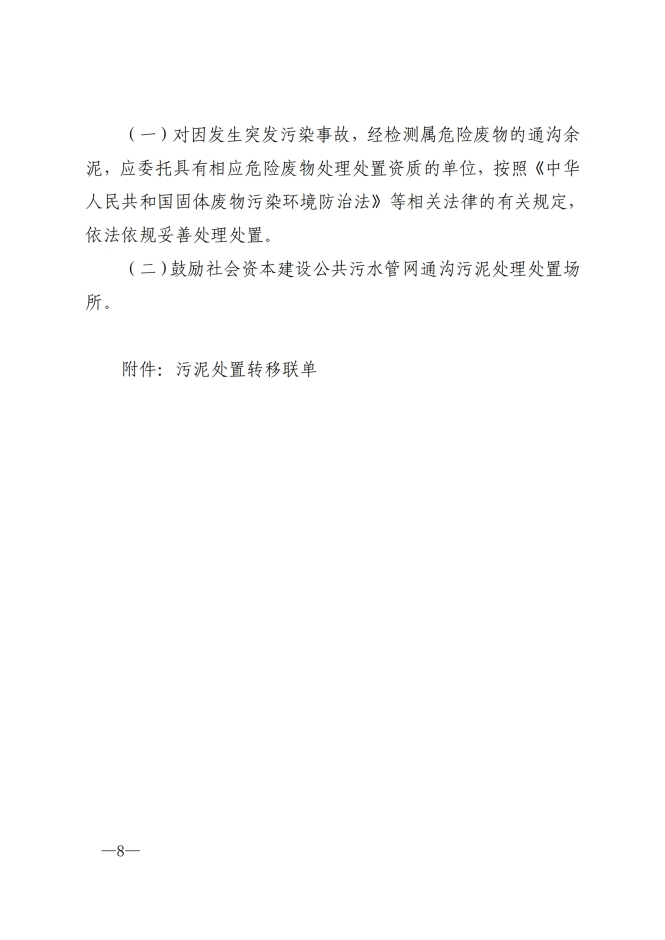 （一）对因发生突发污染事故，经检测属危险废物的通沟余
泥，应委托具有相应危险废物处理处置资质的单位，按照《中华
人民共和国固体废物污染环境防治法》等相关法律的有关规定，
依法依规妥善处理处置。
（二）鼓励社会资本建设公共污水管网通沟污泥处理处置场
所。
附件：污泥处置转移联单
—8—